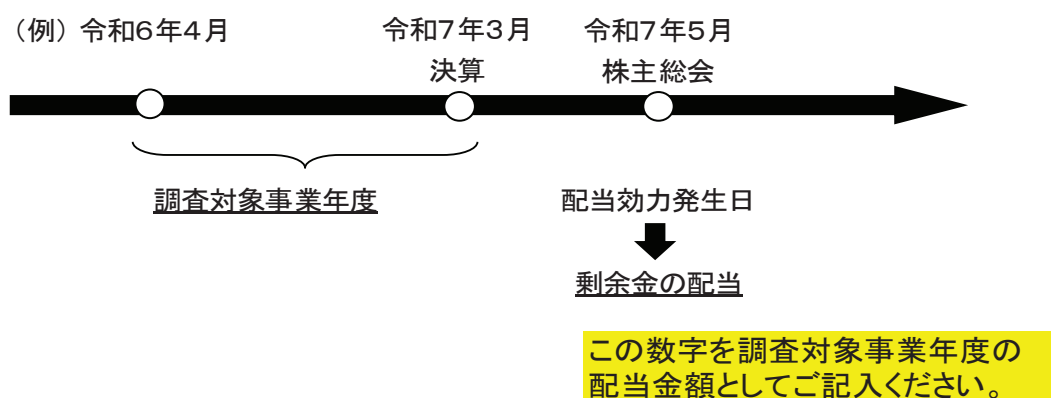 （例）令和６年４月 令和７年３月 令和７年５月
決算 株主総会
調査対象事業年度 配当効力発生日
剰余金の配当
この数字を調査対象事業年度の
配当金額としてご記入ください。